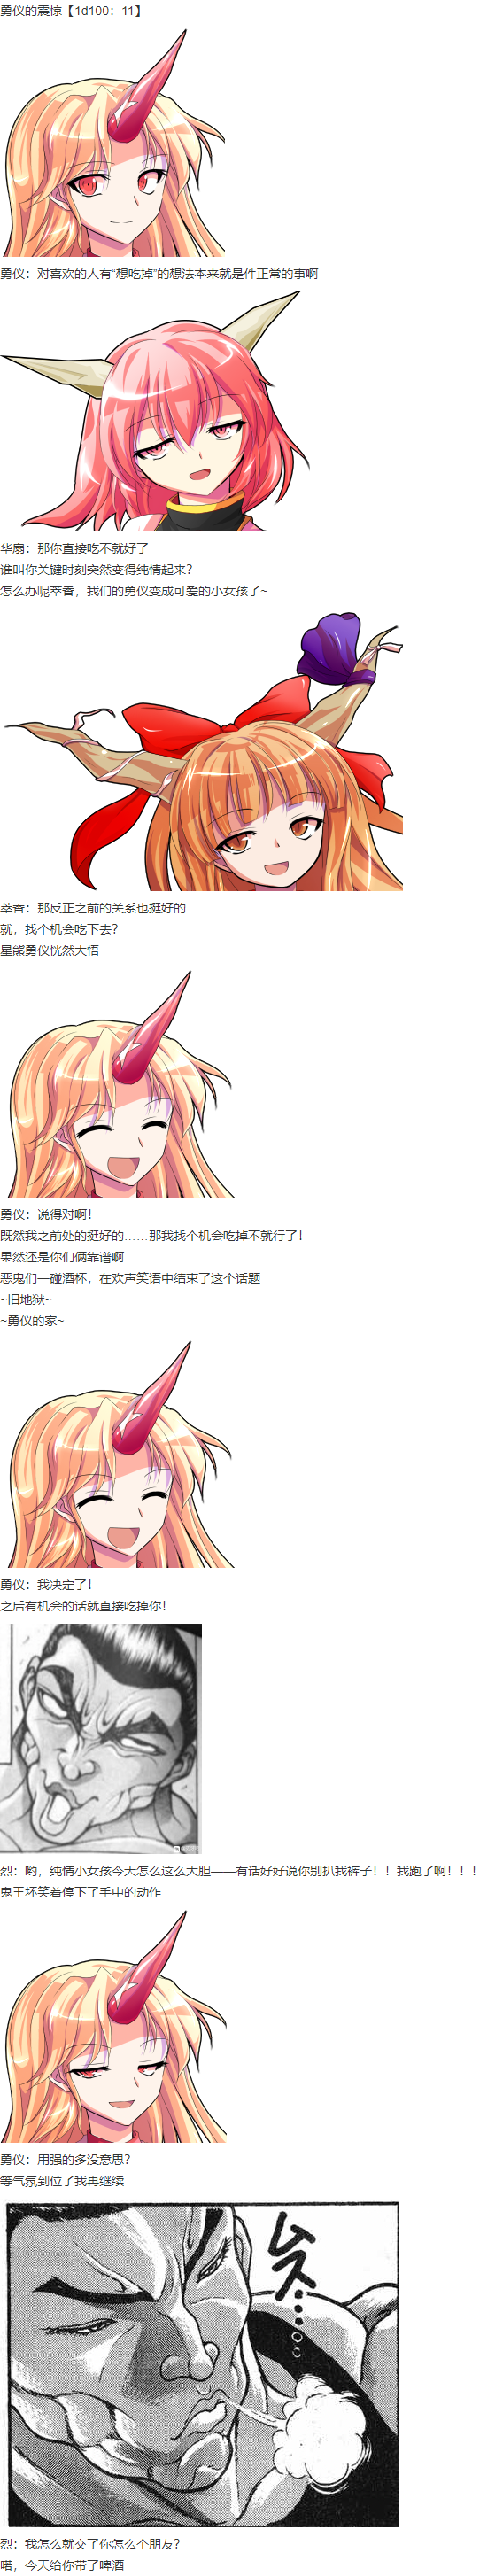 勇仪的震惊【1d100：11】
勇仪：对喜欢的人有“想吃掉”的想法本来就是件正常的事啊
华扇：那你直接吃不就好了
谁叫你关键时刻突然变得纯情起来？
怎么办呢萃香，我们的勇仪变成可爱的小女孩了~
萃香：那反正之前的关系也挺好的
就，找个机会吃下去？
星熊勇仪恍然大悟
勇仪：说得对啊！
既然我之前处的挺好的……那我找个机会吃掉不就行了！
果然还是你们俩靠谱啊
恶鬼们一碰酒杯，在欢声笑语中结束了这个话题
~旧地狱~
~勇仪的家~
勇仪：我决定了！
之后有机会的话就直接吃掉你！
烈：哟，纯情小女孩今天怎么这么大胆——有话好好说你别扒我裤子！！我跑了啊！！！
鬼王坏笑着停下了手中的动作
勇仪：用强的多没意思？
等气氛到位了我再继续
ムス…
烈：我怎么就交了你怎么个朋友？
喏，今天给你带了啤酒